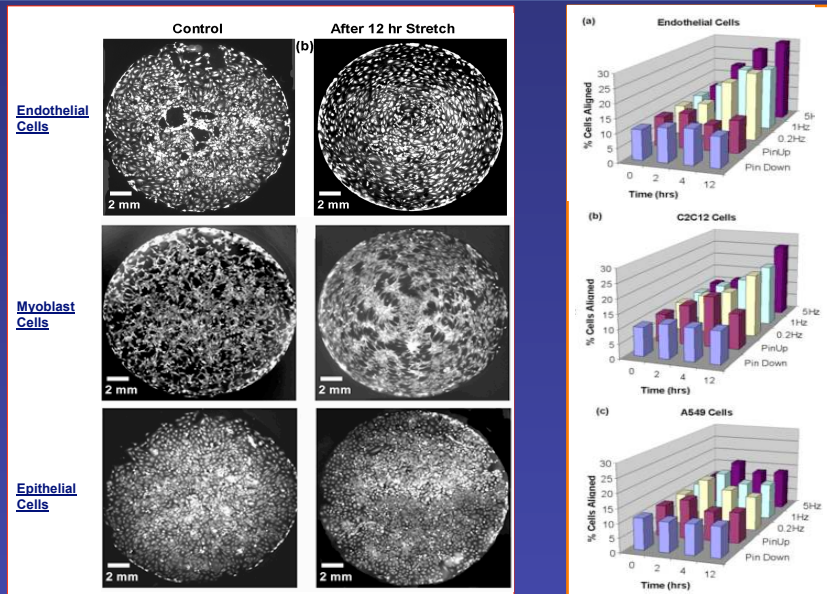 Control
After 12 hr Stretch
(b)
Endothelial
Cells
2 mm
2 mm
Myoblast
Cells
2 mm
2 mm
Epithelial
Cells
2 mm
2 mm
(a)
Endothelial Cells
% Cells Aligned
30
25
20
15
10
5
0
0 2 4 12
Time (hrs)
5H
1Hz
0.2Hz
PinUp
Pin Down
(b)
C2C12 Cells
% Cells Aligned
30
25
20
15
10
5
0
0 2 4 12
Time (hrs)
5Hz
1Hz
0.2Hz
PinUp
Pin Down
(c)
A549 Cells
% Cells Aligned
30
25
20
15
10
5
0
0 2 4 12
Time (hrs)
5Hz
1Hz
0.2Hz
PinUp
Pin Down